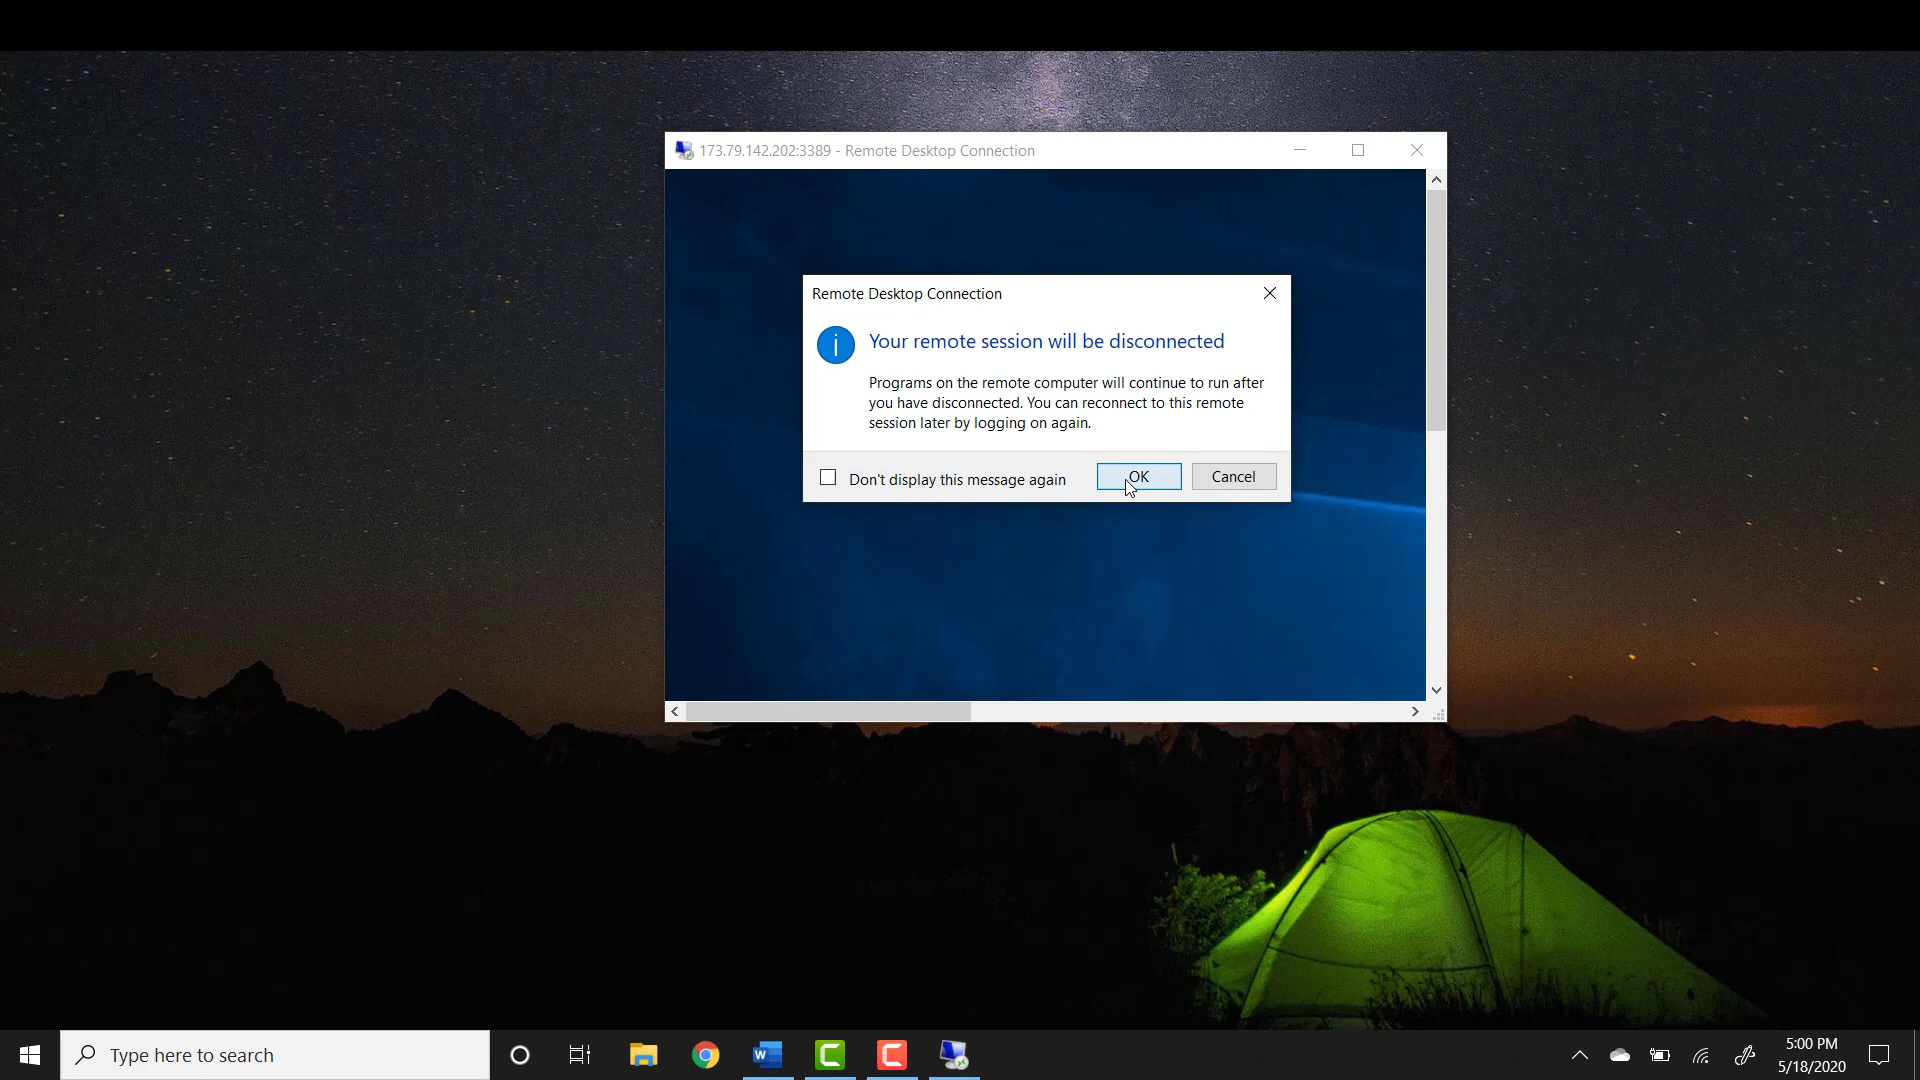 173.79.142.202:3389 - Remote Desktop Connection
Remote Desktop Connection
Your remote session will be disconnected
Programs on the remote computer will continue to run after
you have disconnected. You can reconnect to this remote
session later by logging on again.
Don't display this message again
OK
Cancel
Type here to search
5:00 PM
5/18/2020